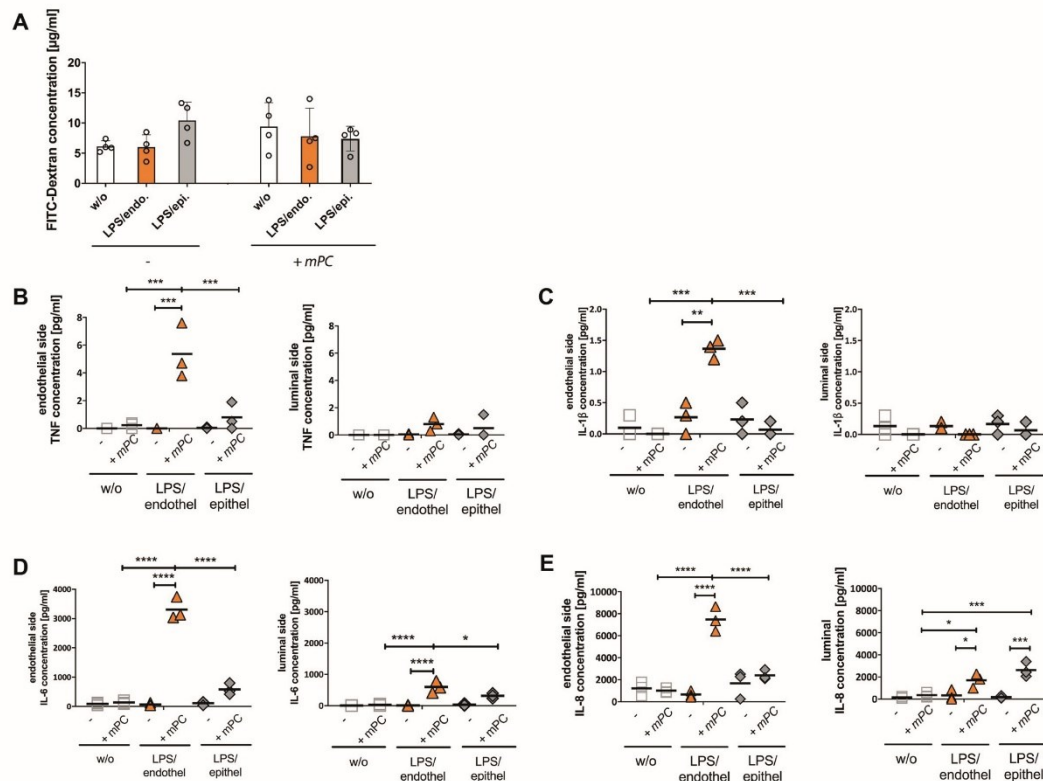 A
FITC-Dextran concentration [µg/ml]
20
15
10
5
0
w/o
LPS/endo.
LPS/epi.
w/o
LPS/endo.
LPS/epi.
-
+ mPC
B
endothelial side
TNF concentration [pg/ml]
8
6
4
2
0
***
***
***
-
+ mPC
-
+ mPC
-
+ mPC
w/o
LPS/
endothel
LPS/
epithel
luminal side
TNF concentration [pg/ml]
8
6
4
2
0
-
+ mPC
-
+ mPC
-
+ mPC
w/o
LPS/
endothel
LPS/
epithel
C
endothelial side
IL-1β concentration [pg/ml]
2.0
1.5
1.0
0.5
0.0
***
***
**
-
+ mPC
-
+ mPC
-
+ mPC
w/o
LPS/
endothel
LPS/
epithel
luminal side
IL-1β concentration [pg/ml]
2.0
1.5
1.0
0.5
0.0
-
+ mPC
-
+ mPC
-
+ mPC
w/o
LPS/
endothel
LPS/
epithel
D
endothelial side
IL-6 concentration [pg/ml]
4000
3000
2000
1000
0
****
****
****
-
+ mPC
-
+ mPC
-
+ mPC
w/o
LPS/
endothel
LPS/
epithel
luminal side
IL-6 concentration [pg/ml]
4000
3000
2000
1000
0
****
*
****
-
+ mPC
-
+ mPC
-
+ mPC
w/o
LPS/
endothel
LPS/
epithel
E
endothelial side
IL-8 concentration [pg/ml]
10000
8000
6000
4000
2000
0
****
****
****
-
+ mPC
-
+ mPC
-
+ mPC
w/o
LPS/
endothel
LPS/
epithel
luminal
IL-8 concentration [pg/ml]
10000
8000
6000
4000
2000
0
***
*
*
***
-
+ mPC
-
+ mPC
-
+ mPC
w/o
LPS/
endothel
LPS/
epithel